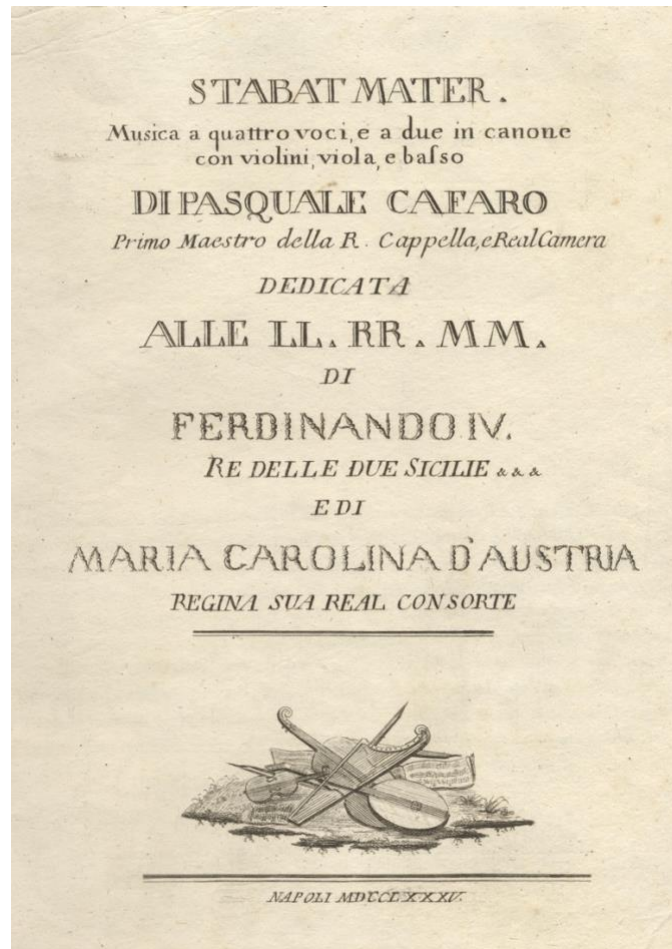 STABAT MATER.
Musica a quattro voci, e a due in canone
con violini, viola, e baſso
DI PASQUALE CAFARO
Primo Maestro della R. Cappella, e Real Camera
DEDICATA
ALLE LL. RR. MM.
DI
FERDINANDO IV.
RE DELLE DUE SICILIE & & &
E DI
MARIA CAROLINA D'AUSTRIA
REGINA SUA REAL CONSORTE
NAPOLI MDCCLXXXV.